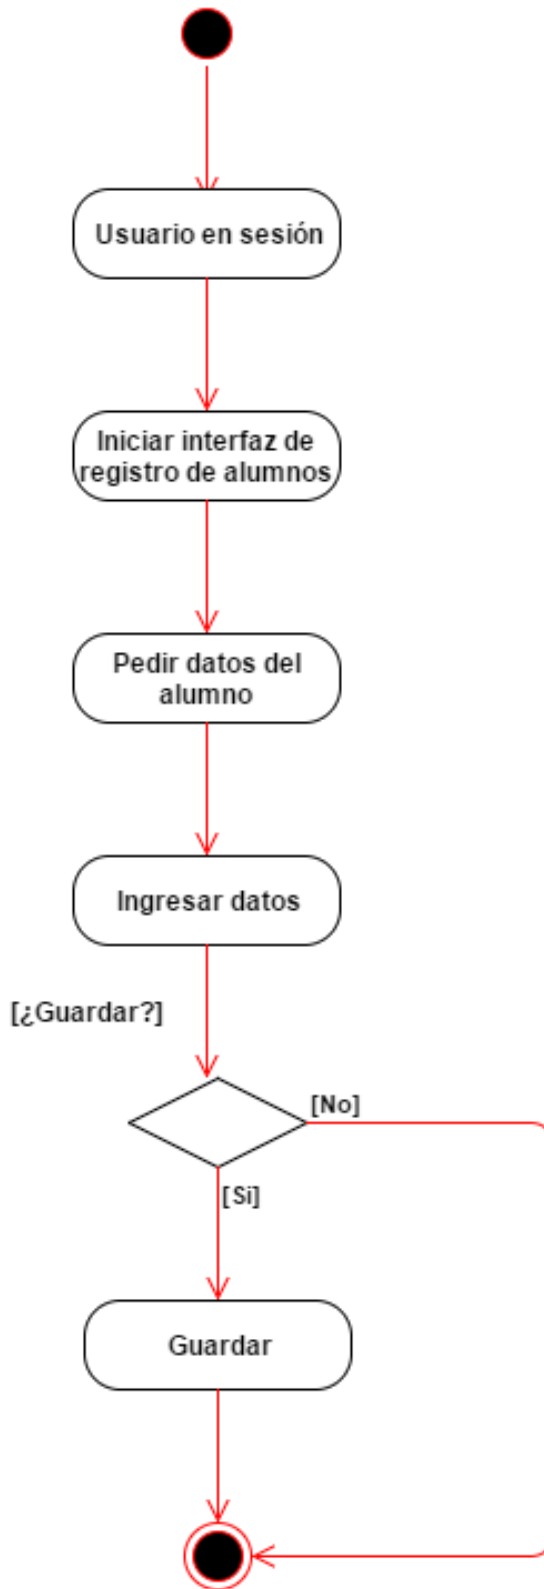 Usuario en sesión
Iniciar interfaz de
registro de alumnos
Pedir datos del
alumno
Ingresar datos
[¿Guardar?]
[No]
[Si]
Guardar